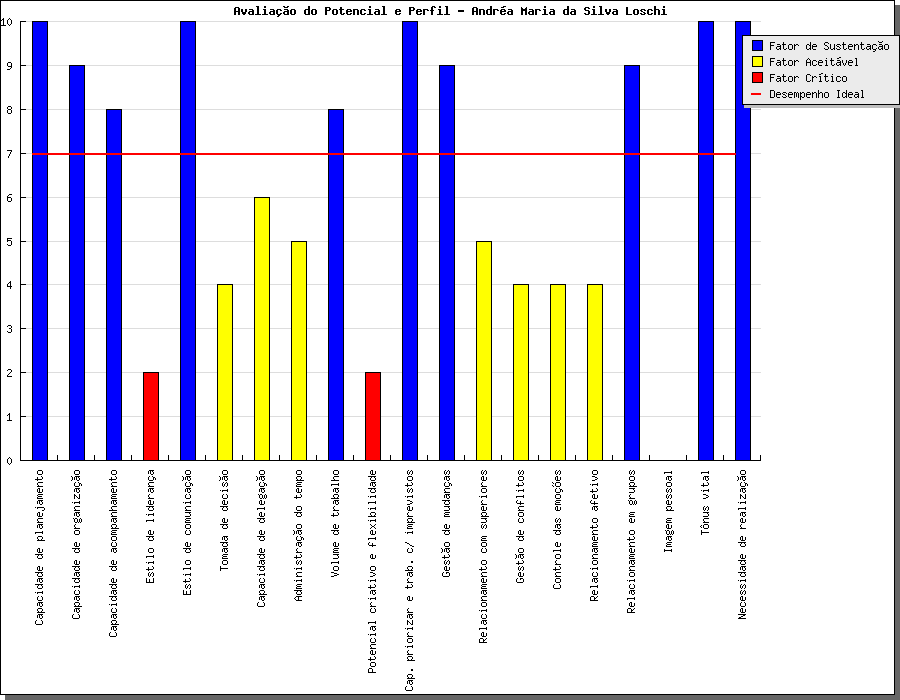 Avaliação do Potencial e Perfil - Andréa Maria da Silva Loschi
Fator de Sustentação
Fator Aceitável
Fator Crítico
Desempenho Ideal
10
9
8
7
6
5
4
3
2
1
0
Capacidade de planejamento
Capacidade de organização
Capacidade de acompanhamento
Estilo de liderança
Estilo de comunicação
Tomada de decisão
Capacidade de delegação
Administração do tempo
Volume de trabalho
Potencial criativo e flexibilidade
Cap. priorizar e trab. c/ imprevistos
Gestão de mudanças
Relacionamento com superiores
Gestão de conflitos
Controle das emoções
Relacionamento afetivo
Relacionamento em grupos
Imagem pessoal
Tônus vital
Necessidade de realização